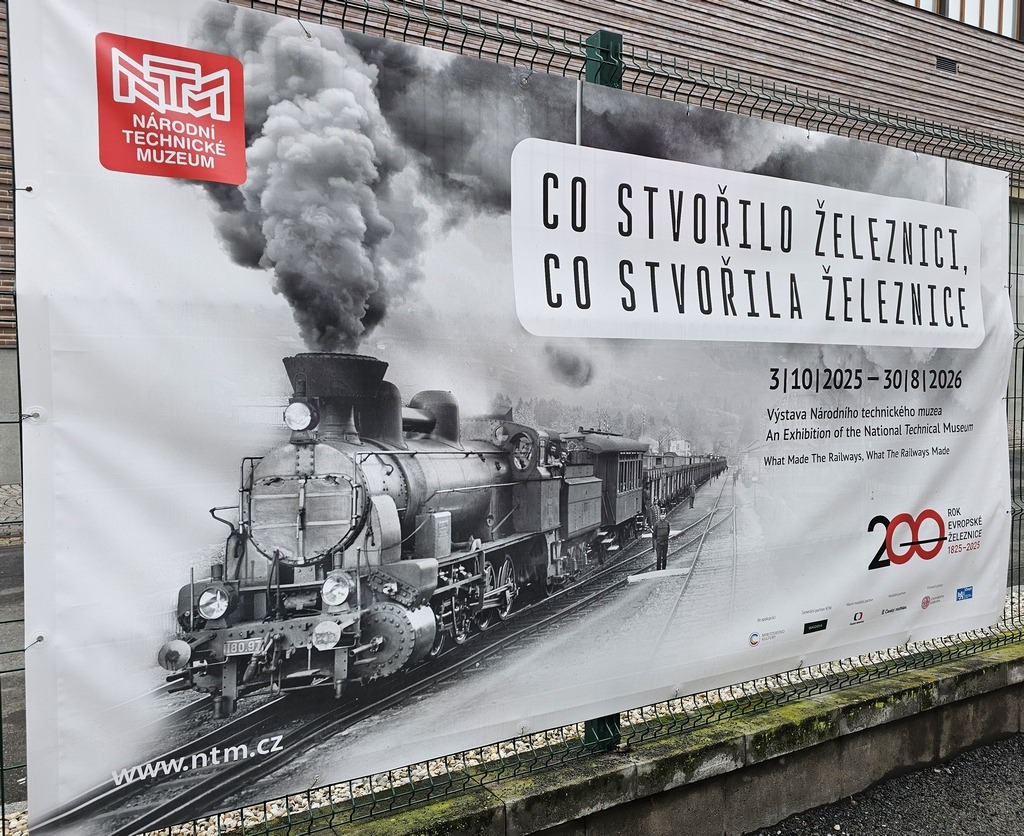 NTM
NÁRODNÍ
TECHNICKÉ
MUZEUM
CO STVOŘILO ŽELEZNICI,
CO STVOŘILA ŽELEZNICE
3|10|2025 – 30|8|2026
Výstava Národního technického muzea
An Exhibition of the National Technical Museum
What Made The Railways, What The Railways Made
200
ROK
EVROPSKÉ
ŽELEZNICE
1825–2025
180.97
www.ntm.cz